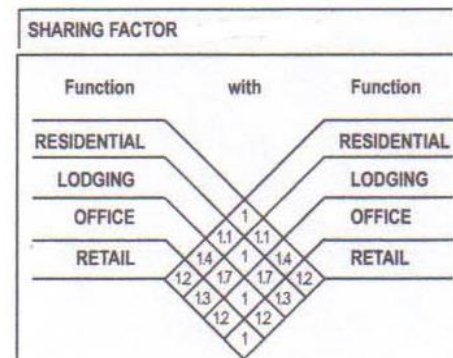 SHARING FACTOR
Function with Function
RESIDENTIAL RESIDENTIAL
LODGING LODGING
OFFICE OFFICE
RETAIL RETAIL
1
1.1 1.1
1.4 1 1.4
1.2 1.7 1.7 1.2
1.3 1 1.3
1.2 1.2
1